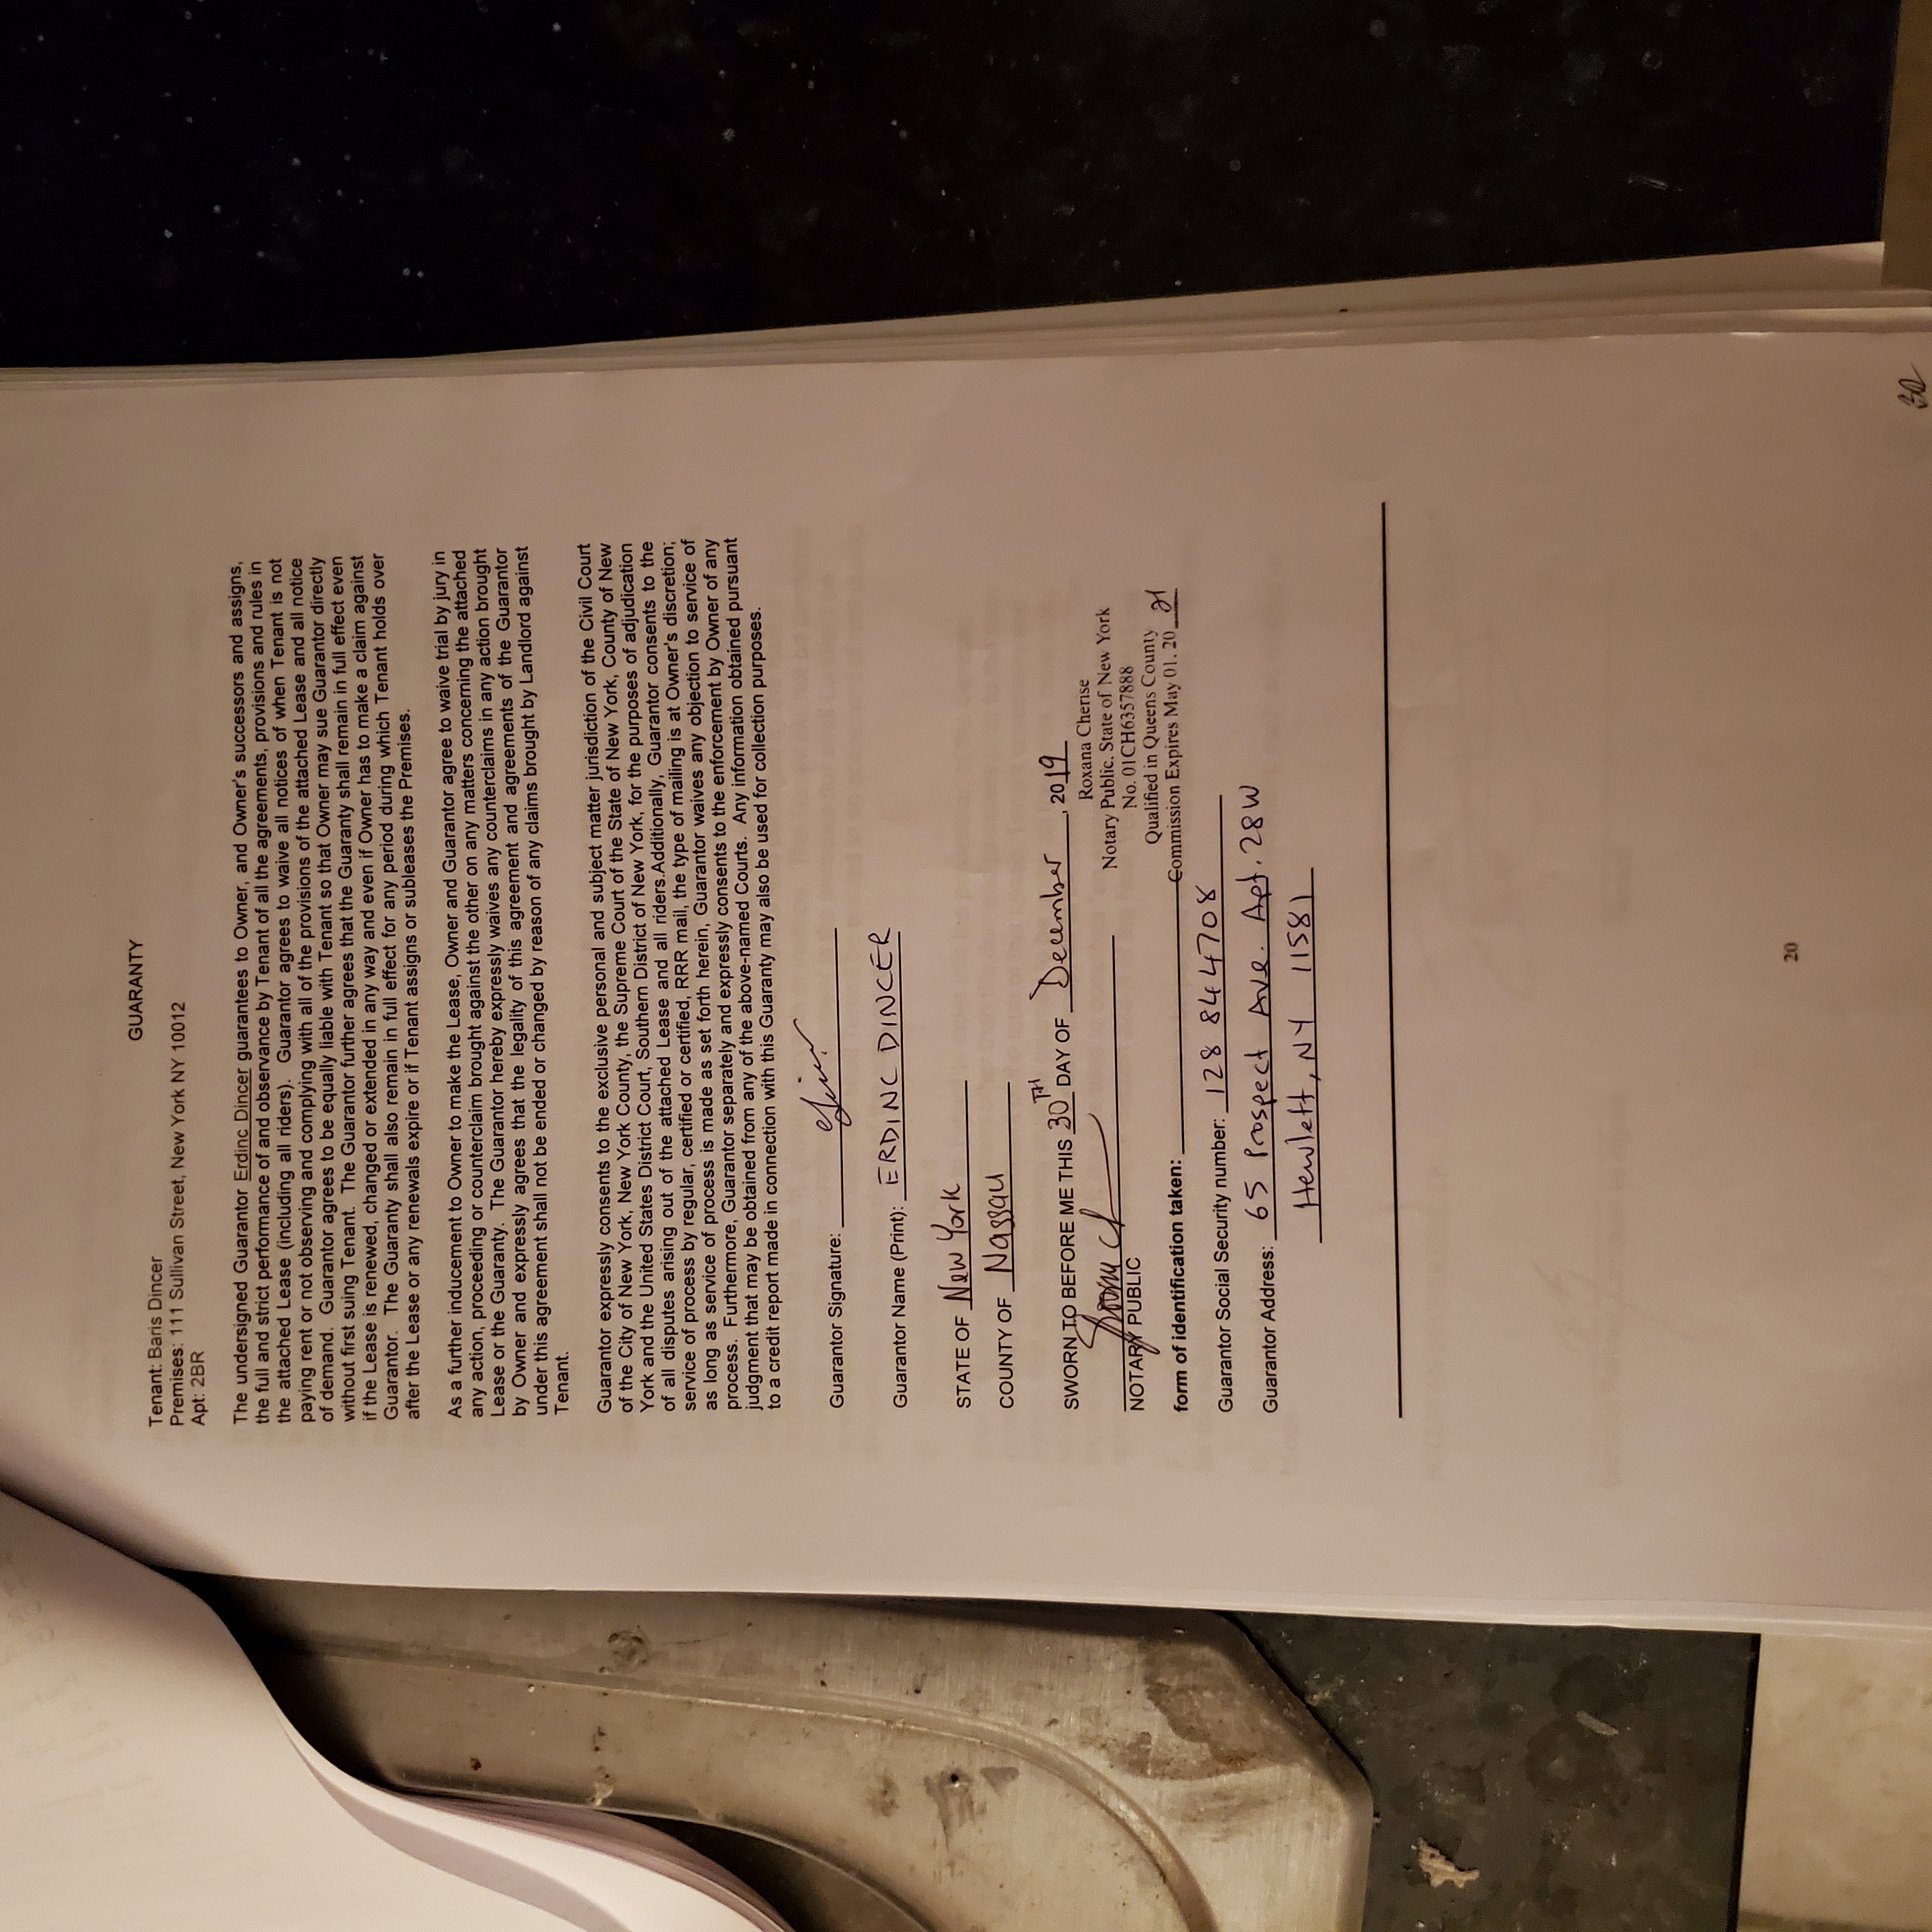 GUARANTY
Tenant: Baris Dincer
Premises: 111 Sullivan Street, New York NY 10012
Apt: 2BR
The undersigned Guarantor Erdinc Dincer guarantees to Owner, and Owner's successors and assigns,
the full and strict performance of and observance by Tenant of all the agreements, provisions and rules in
the attached Lease (including all riders). Guarantor agrees to waive all notices of when Tenant is not
paying rent or not observing and complying with all of the provisions of the attached Lease and all notice
of demand. Guarantor agrees to be equally liable with Tenant so that Owner may sue Guarantor directly
without first suing Tenant. The Guarantor further agrees that the Guaranty shall remain in full effect even
if the Lease is renewed, changed or extended in any way and even if Owner has to make a claim against
Guarantor. The Guaranty shall also remain in full effect for any period during which Tenant holds over
after the Lease or any renewals expire or if Tenant assigns or subleases the Premises.
As a further inducement to Owner to make the Lease, Owner and Guarantor agree to waive trial by jury in
any action, proceeding or counterclaim brought against the other on any matters concerning the attached
Lease or the Guaranty. The Guarantor hereby expressly waives any counterclaims in any action brought
by Owner and expressly agrees that the legality of this agreement and agreements of the Guarantor
under this agreement shall not be ended or changed by reason of any claims brought by Landlord against
Tenant.
Guarantor expressly consents to the exclusive personal and subject matter jurisdiction of the Civil Court
of the City of New York, New York County, the Supreme Court of the State of New York, County of New
York and the United States District Court, Southern District of New York, for the purposes of adjudication
of all disputes arising out of the attached Lease and all riders.Additionally, Guarantor consents to the
service of process by regular, certified or certified, RRR mail, the type of mailing is at Owner's discretion;
as long as service of process is made as set forth herein, Guarantor waives any objection to service of
process. Furthermore, Guarantor separately and expressly consents to the enforcement by Owner of any
judgment that may be obtained from any of the above-named Courts. Any information obtained pursuant
to a credit report made in connection with this Guaranty may also be used for collection purposes.
Guarantor Signature:
Guarantor Name (Print): ERDINC DINCER
STATE OF New York
COUNTY OF Nassau
SWORN TO BEFORE ME THIS 30TH DAY OF December, 2019
Roxana Cherise
Notary Public, State of New York
NOTARY PUBLIC
No. 01CH6357888
Qualified in Queens County
form of identification taken:
Commission Expires May 01, 20 21
Guarantor Social Security number: 128 844708
Guarantor Address: 65 Prospect Ave. Apt. 28W
Hewlett, NY 11581
20